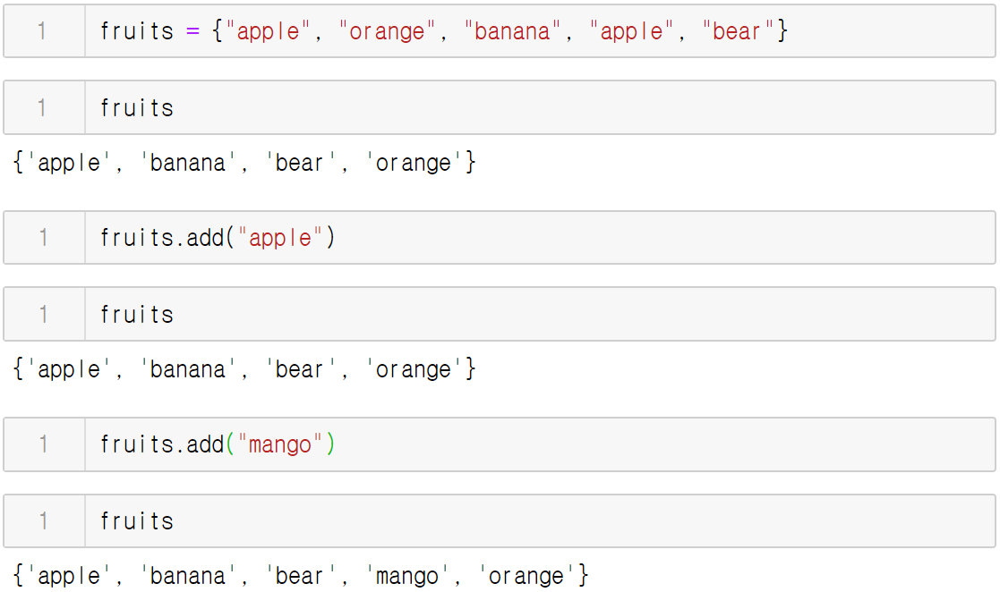 1 fruits = {"apple", "orange", "banana", "apple", "bear"}
1 fruits
{'apple', 'banana', 'bear', 'orange'}
1 fruits.add("apple")
1 fruits
{'apple', 'banana', 'bear', 'orange'}
1 fruits.add("mango")
1 fruits
{'apple', 'banana', 'bear', 'mango', 'orange'}